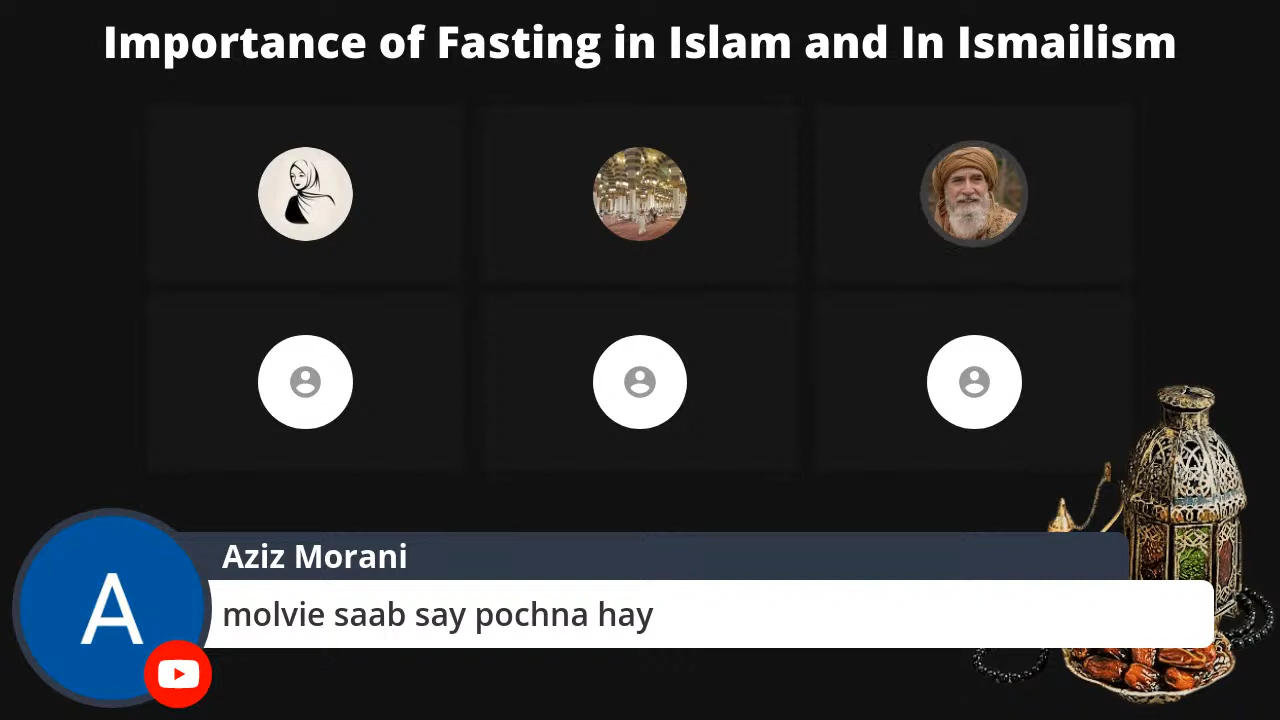 Importance of Fasting in Islam and In Ismailism
A
Aziz Morani
molvie saab say pochna hay